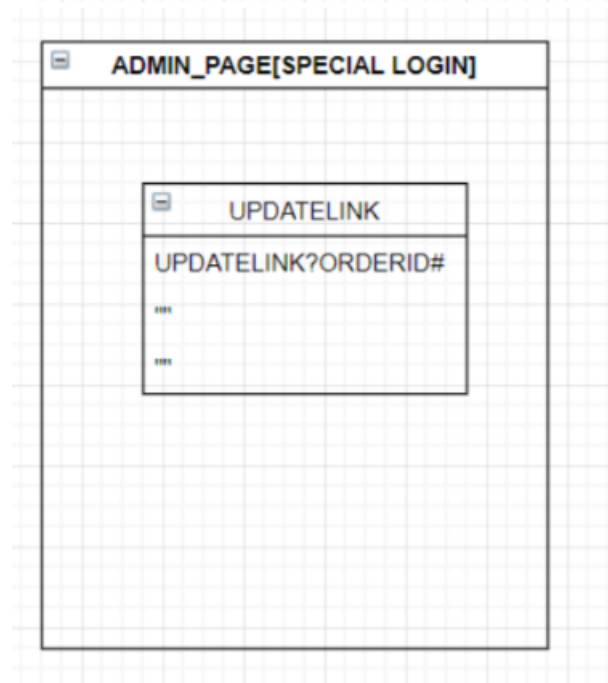 ADMIN_PAGE[SPECIAL LOGIN]
UPDATELINK
UPDATELINK?ORDERID#
""
""